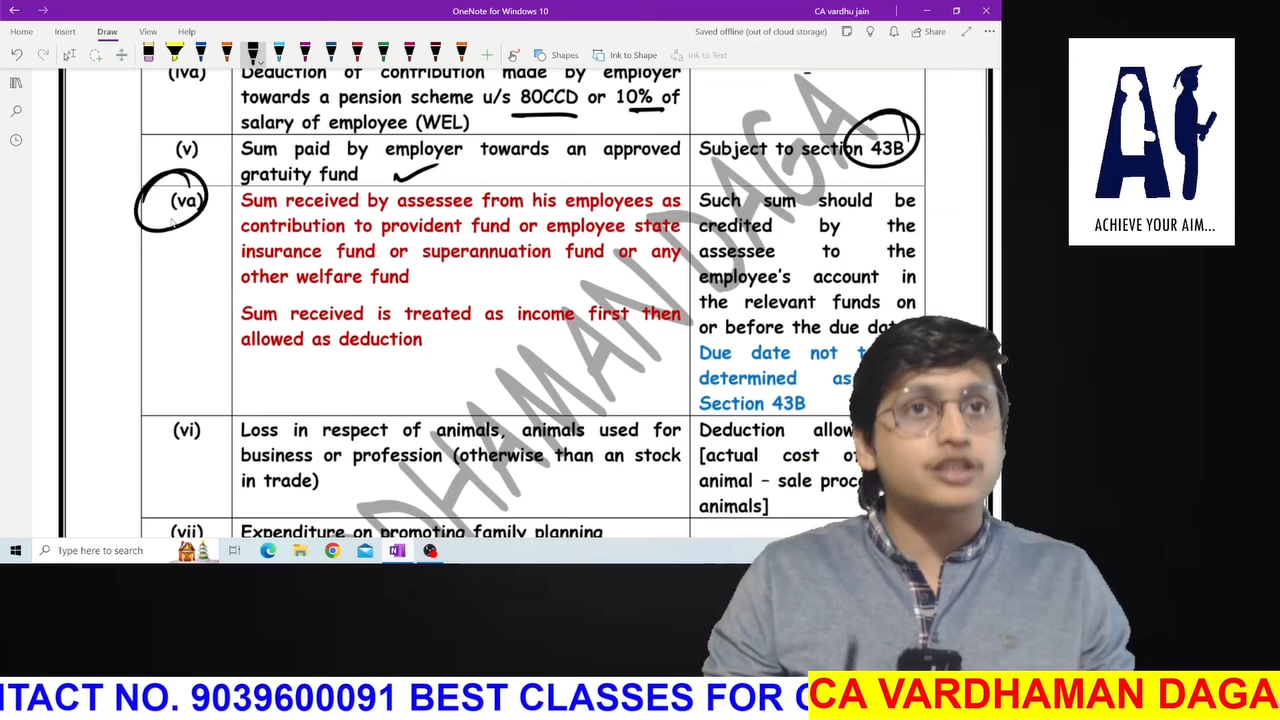 OneNote for Windows 10
CA vardhu jain
Home Insert Draw View Help
Saved offline (out of cloud storage)
Share
Shapes Ink to Shape Ink to Text
(iva) Deduction of contribution made by employer
towards a pension scheme u/s 80CCD or 10% of
salary of employee (WEL)
-
(v) Sum paid by employer towards an approved
gratuity fund
Subject to section 43B
(va) Sum received by assessee from his employees as
contribution to provident fund or employee state
insurance fund or superannuation fund or any
other welfare fund
Sum received is treated as income first then
allowed as deduction
Such sum should be
credited by the
assessee to the
employee's account in
the relevant funds on
or before the due dat
Due date not t
determined as
Section 43B
(vi) Loss in respect of animals, animals used for
business or profession (otherwise than an stock
in trade)
Deduction allow
[actual cost of
animal - sale proc
animals]
(vii) Expenditure on promoting family planning
DHAMAN DAGA
Type here to search
AI
ACHIEVE YOUR AIM...
NTACT NO. 9039600091 BEST CLASSES FOR C
CA VARDHAMAN DAGA